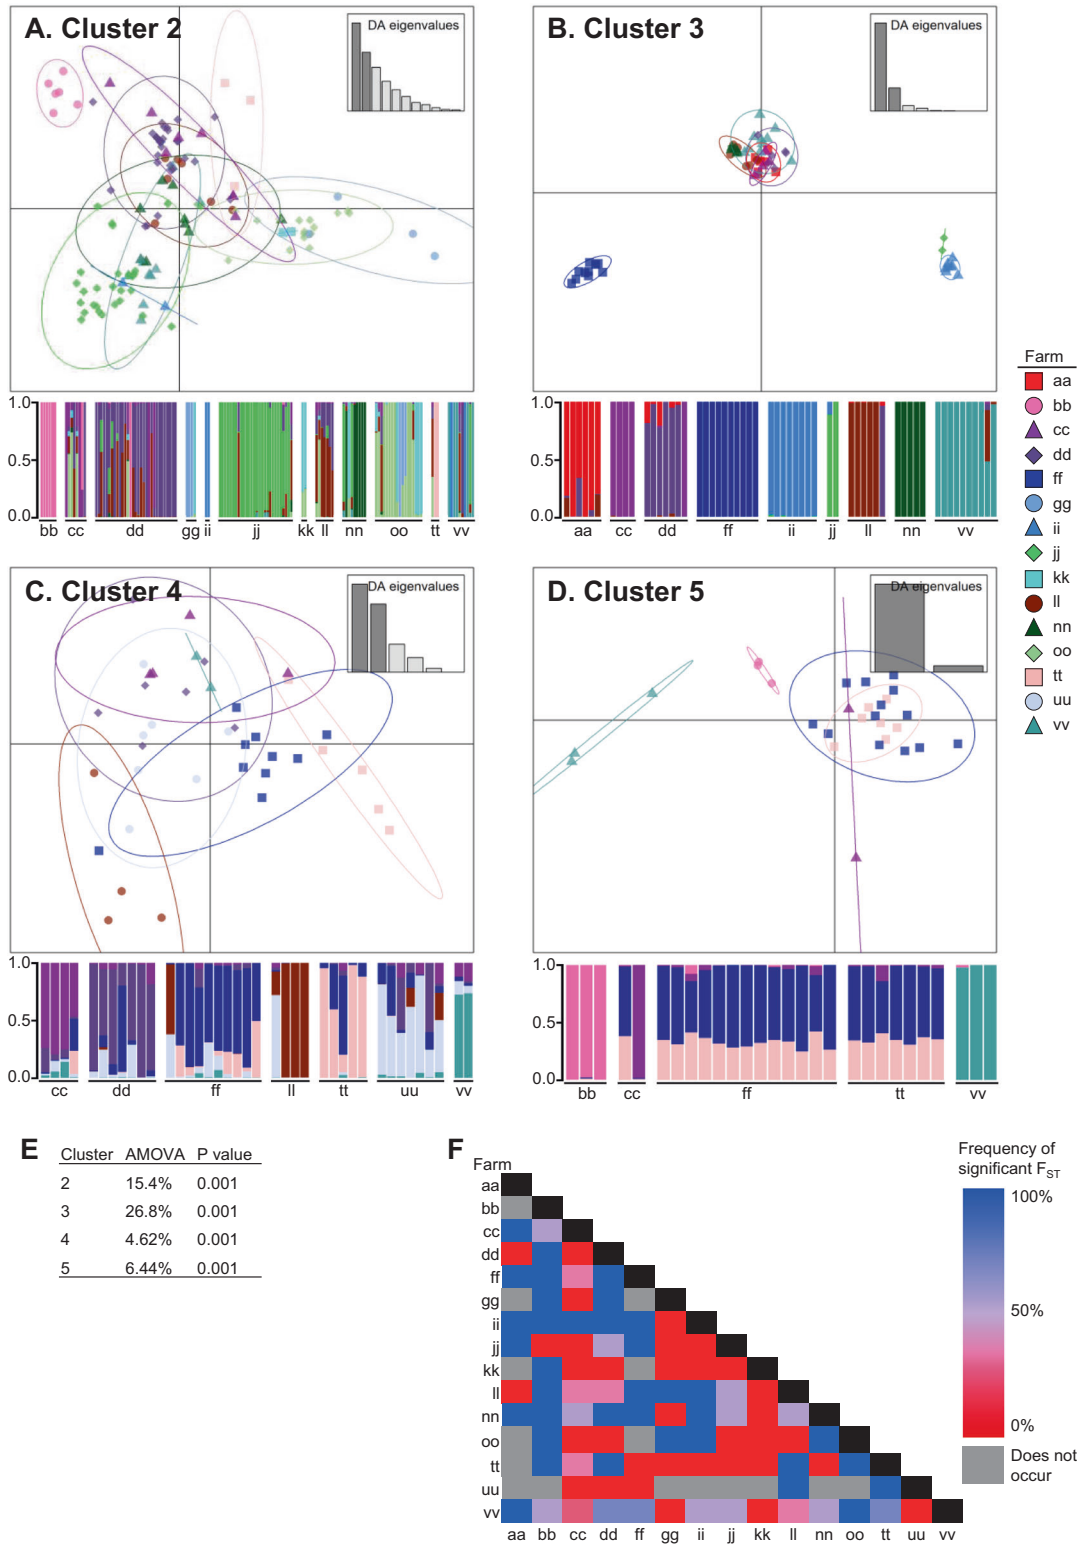 A. Cluster 2
DA eigenvalues
B. Cluster 3
DA eigenvalues
1.0
0.5
0.0
bb cc dd gg ii jj kk ll nn oo tt vv
1.0
0.5
0.0
aa cc dd ff ii jj ll nn vv
Farm
aa
bb
cc
dd
ff
gg
ii
jj
kk
ll
nn
oo
tt
uu
vv
C. Cluster 4
DA eigenvalues
D. Cluster 5
DA eigenvalues
1.0
0.5
0.0
cc dd ff ll tt uu vv
1.0
0.5
0.0
bb cc ff tt vv
E
Cluster AMOVA P value
2 15.4% 0.001
3 26.8% 0.001
4 4.62% 0.001
5 6.44% 0.001
F
Farm
aa
bb
cc
dd
ff
gg
ii
jj
kk
ll
nn
oo
tt
uu
vv
aa bb cc dd ff gg ii jj kk ll nn oo tt uu vv
Frequency of
significant FST
100%
50%
0%
Does not
occur